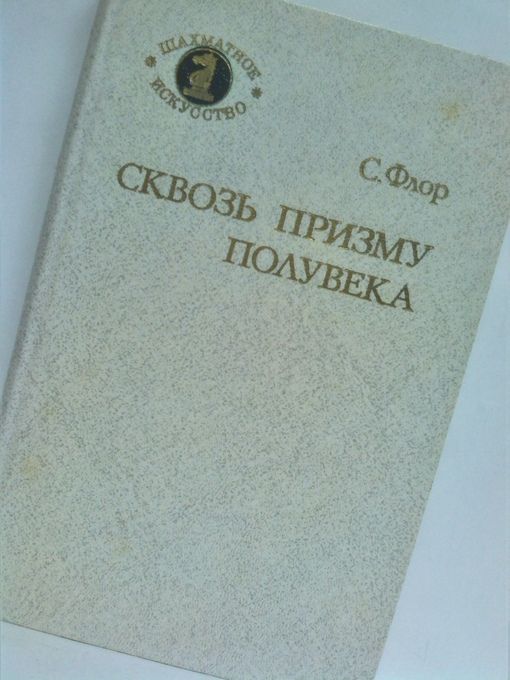 ШАХМАТНОЕ
ИСКУССТВО
С. Флор
СКВОЗЬ ПРИЗМУ
ПОЛУВЕКА